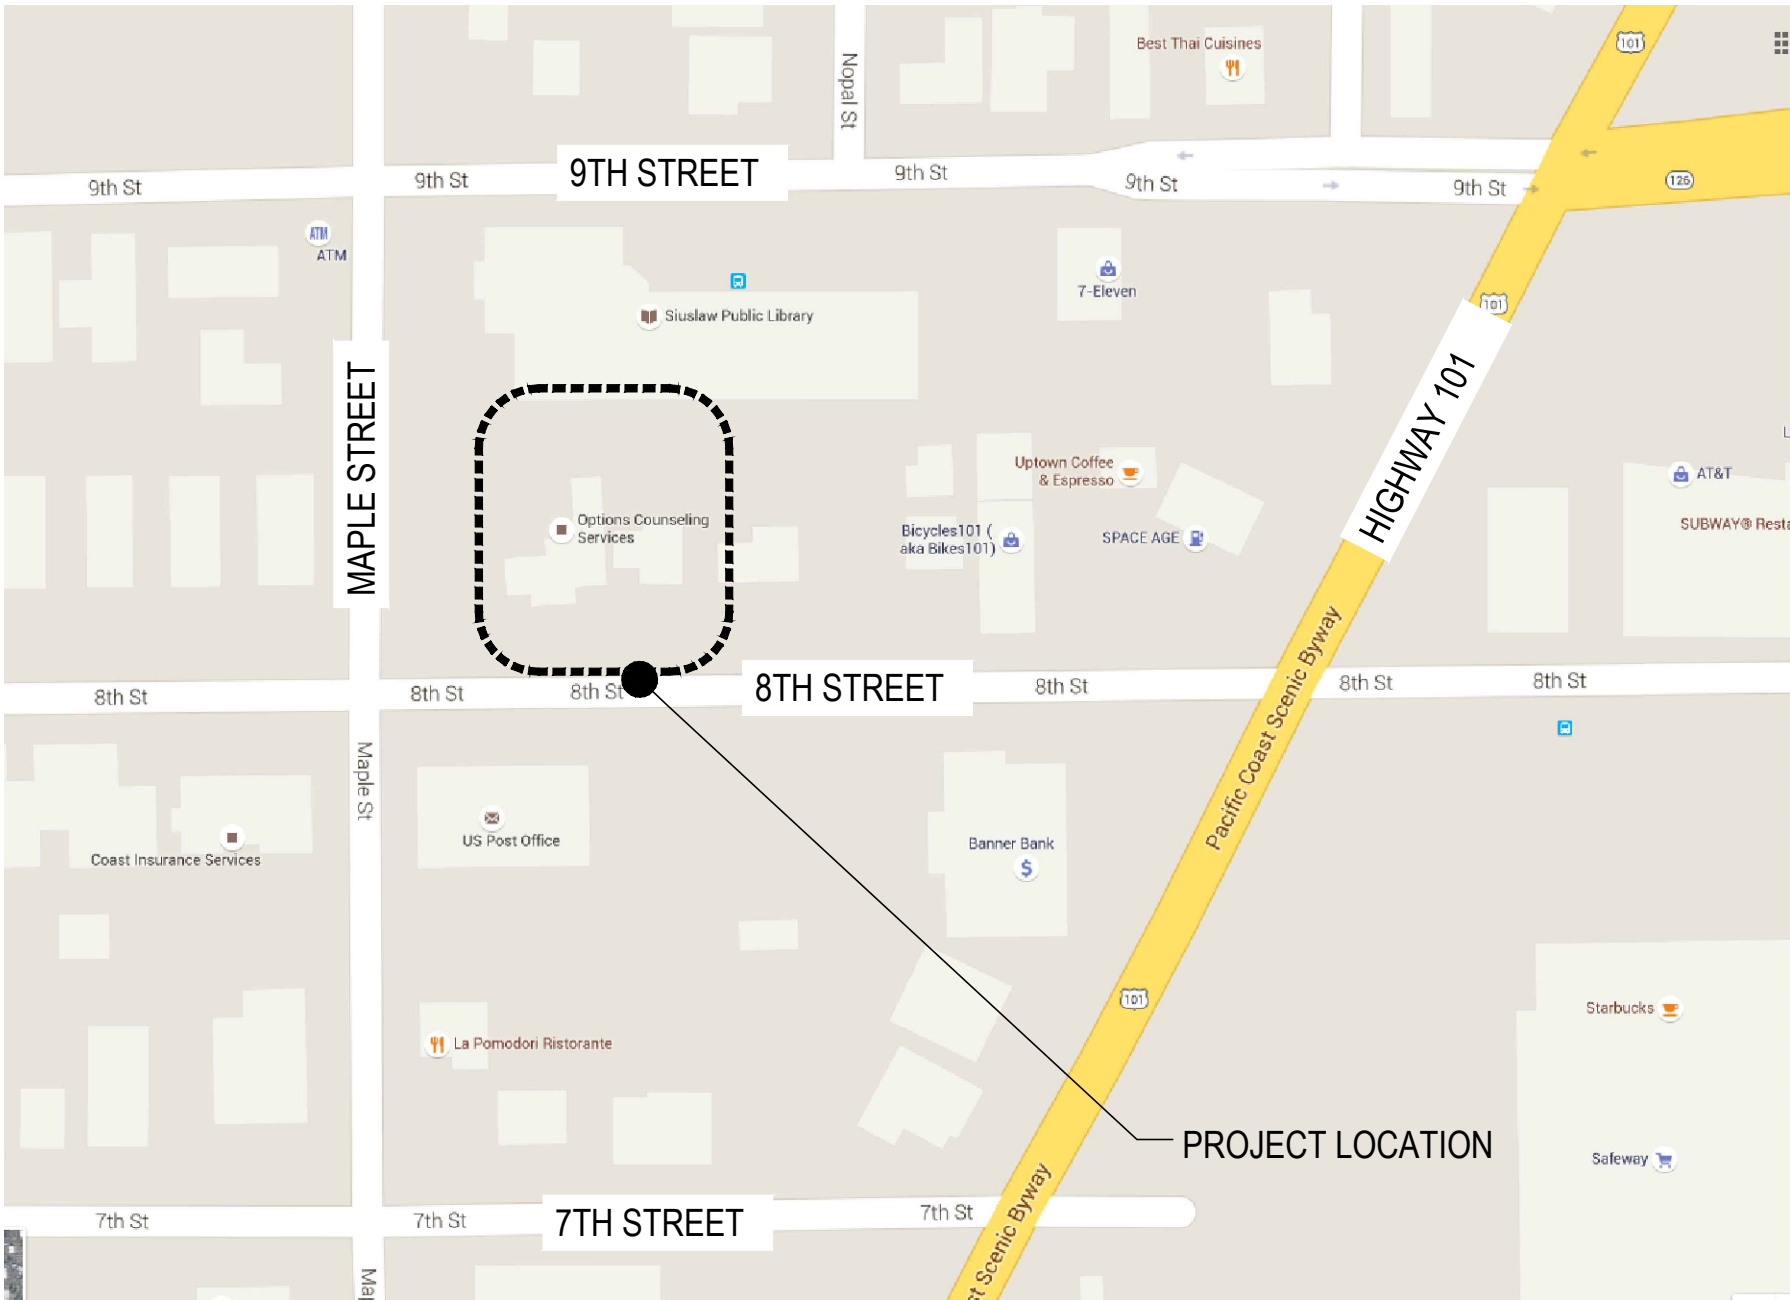 Best Thai Cuisines
101
Nopal St
9TH STREET
9th St
9th St
9th St
9th St
9th St
126
ATM
ATM
7-Eleven
101
Siuslaw Public Library
MAPLE STREET
HIGHWAY 101
Uptown Coffee
& Espresso
AT&T
Options Counseling
Services
Bicycles101 (
aka Bikes101)
SPACE AGE
SUBWAY® Resta
Pacific Coast Scenic Byway
8th St
8th St
8th St
8TH STREET
8th St
8th St
8th St
Maple St
US Post Office
Coast Insurance Services
Banner Bank
$
101
Starbucks
La Pomodori Ristorante
PROJECT LOCATION
Safeway
7th St
7th St
7TH STREET
7th St
st Scenic Byway
Map